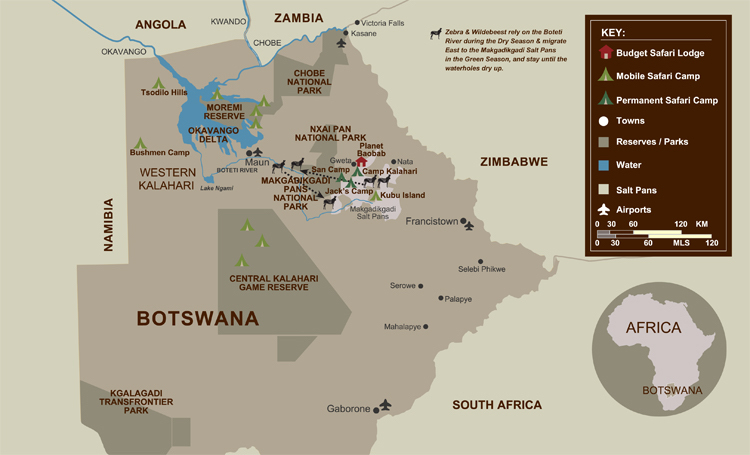 ANGOLA
KWANDO
ZAMBIA
Victoria Falls
Kasane
OKAVANGO
CHOBE
Zebra & Wildebeest rely on the Boteti
River during the Dry Season & migrate
East to the Makgadikgadi Salt Pans
in the Green Season, and stay until the
waterholes dry up.
KEY:
Budget Safari Lodge
Mobile Safari Camp
Permanent Safari Camp
Towns
Reserves / Parks
Water
Salt Pans
Airports
0 30 60 120 KM
0 30 60 MLS 120
CHOBE
NATIONAL
PARK
Tsodilo Hills
MOREMI
RESERVE
OKAVANGO
DELTA
NXAI PAN
NATIONAL PARK
Planet
Baobab
Bushmen Camp
Maun
Gweta
Nata
ZIMBABWE
WESTERN
KALAHARI
BOTETI RIVER
San Camp
Camp Kalahari
Lake Ngami
MAKGADIKGADI
PANS
NATIONAL
PARK
Jack's Camp
Kubu Island
Makgadikgadi
Salt Pans
NAMIBIA
Francistown
CENTRAL KALAHARI
GAME RESERVE
Selebi Phikwe
Serowe
Palapye
BOTSWANA
Mahalapye
AFRICA
BOTSWANA
KGALAGADI
TRANSFRONTIER
PARK
Gaborone
SOUTH AFRICA